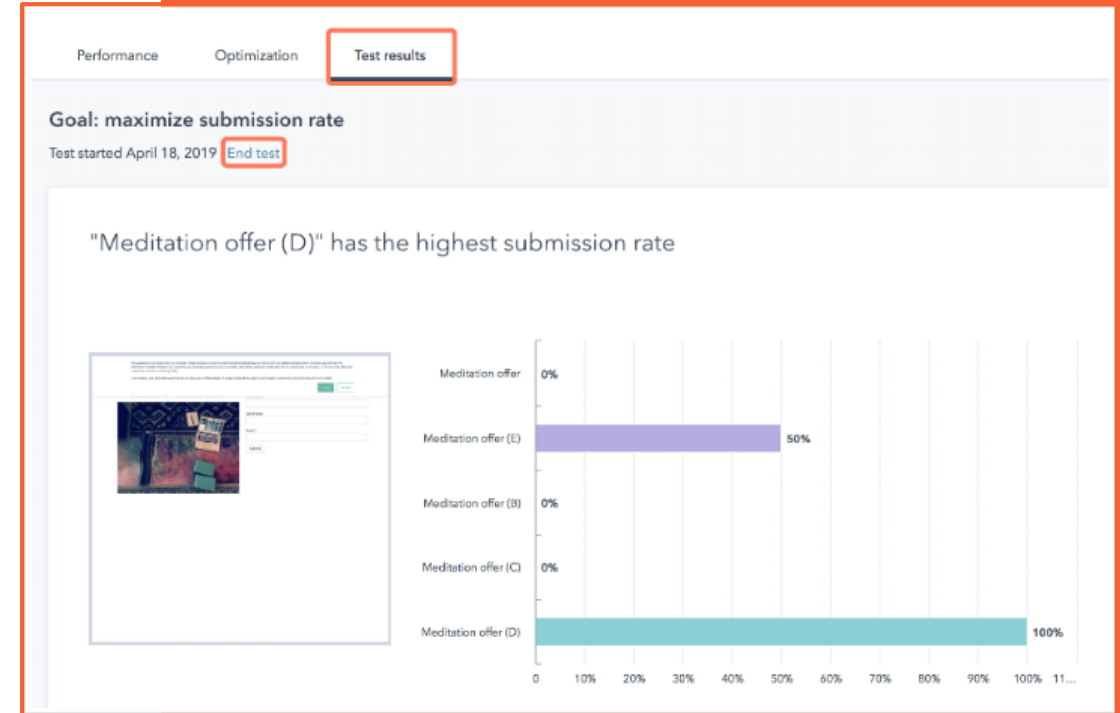 Performance Optimization Test results
Goal: maximize submission rate
Test started April 18, 2019 End test
"Meditation offer (D)" has the highest submission rate
Meditation offer 0%
Meditation offer (E) 50%
Meditation offer (B) 0%
Meditation offer (C) 0%
Meditation offer (D) 100%
0 10% 20% 30% 40% 50% 60% 70% 80% 90% 100% 11...